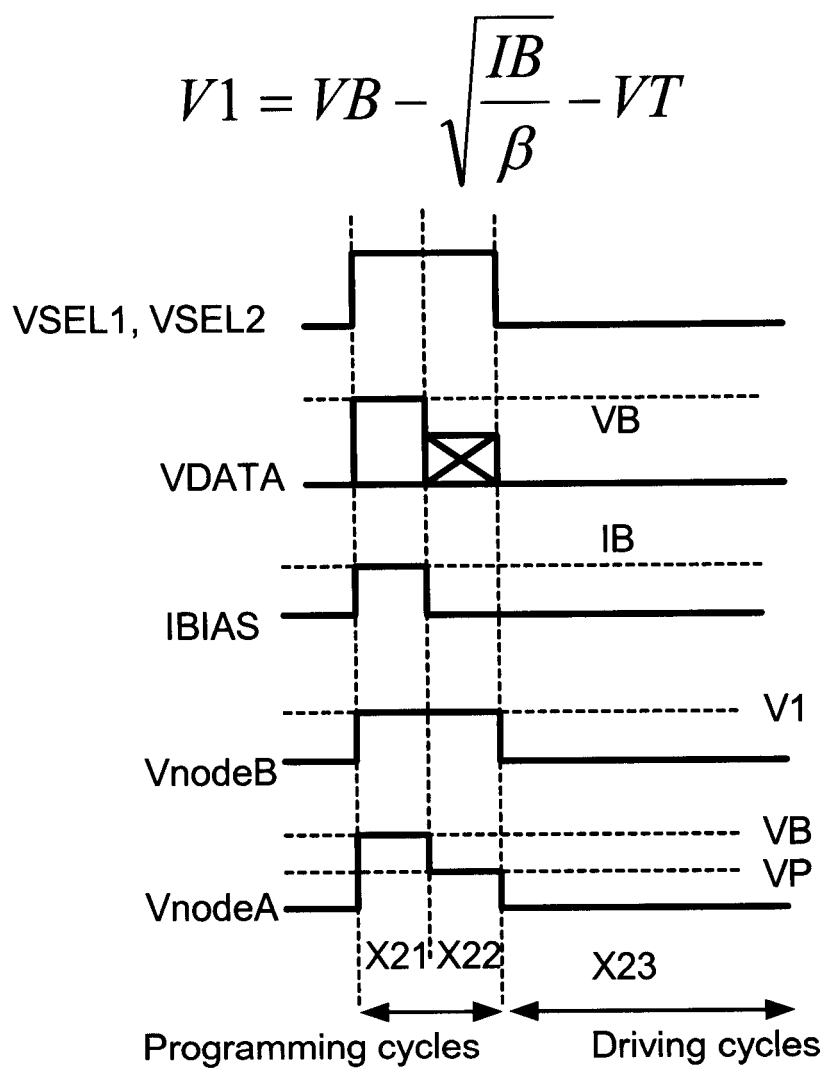 V1 = VB − √(IB/β) − VT
VSEL1, VSEL2
VB
VDATA
IB
IBIAS
V1
VnodeB
VB
VP
VnodeA
X21 X22 X23
Programming cycles Driving cycles